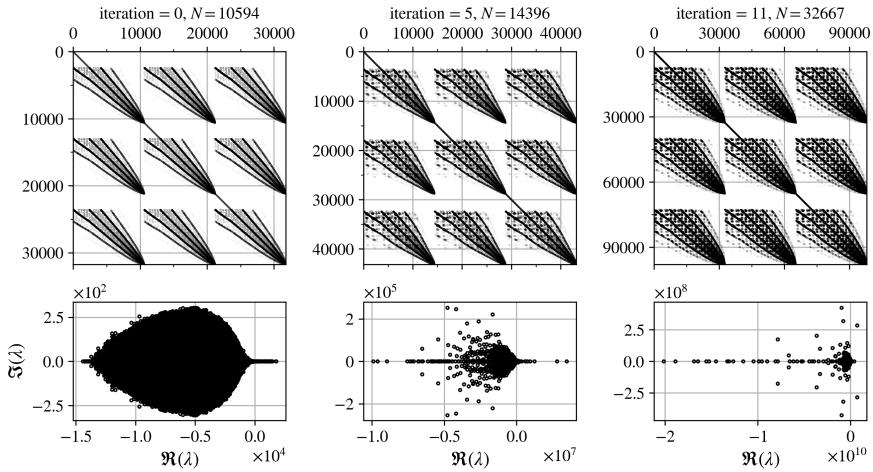 iteration = 0, N = 10594
0 10000 20000 30000
0
10000
20000
30000
iteration = 5, N = 14396
0 10000 20000 30000 40000
0
10000
20000
30000
40000
iteration = 11, N = 32667
0 30000 60000 90000
0
30000
60000
90000
×10²
2.5
0.0
−2.5
ℑ(λ)
−1.5 −1.0 −0.5 0.0
×10⁴
ℜ(λ)
×10⁵
2
0
−2
−1.0 −0.5 0.0
×10⁷
ℜ(λ)
×10⁸
2.5
0.0
−2.5
−2 −1 0
×10¹⁰
ℜ(λ)